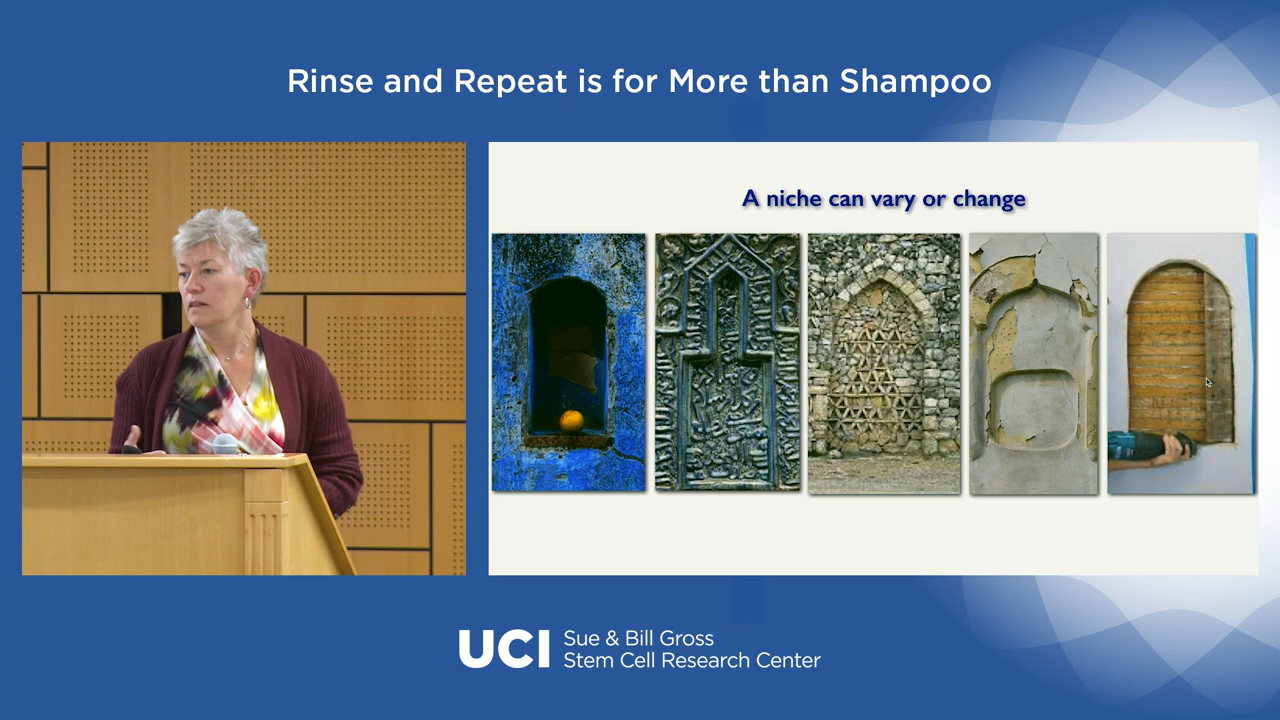 Rinse and Repeat is for More than Shampoo
A niche can vary or change
UCI
Sue & Bill Gross
Stem Cell Research Center